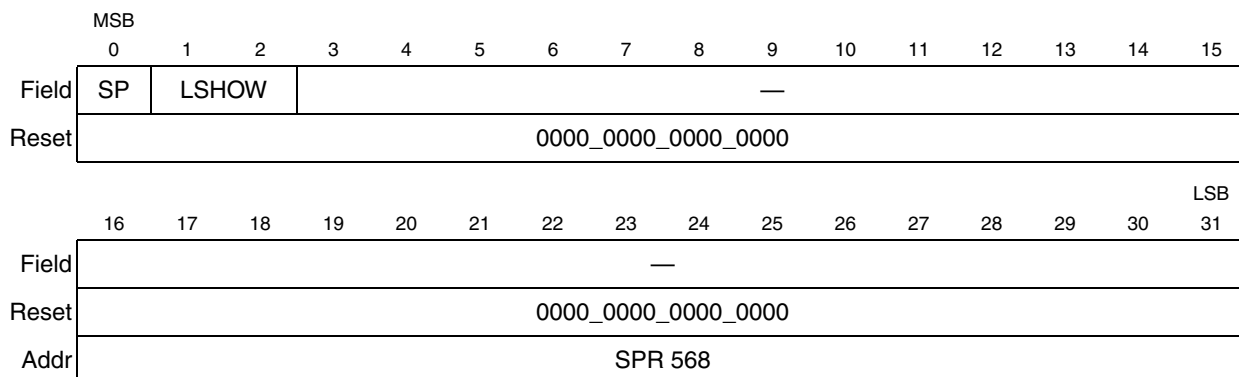 MSB
0 1 2 3 4 5 6 7 8 9 10 11 12 13 14 15
Field SP LSHOW —
Reset 0000_0000_0000_0000
LSB
16 17 18 19 20 21 22 23 24 25 26 27 28 29 30 31
Field —
Reset 0000_0000_0000_0000
Addr SPR 568